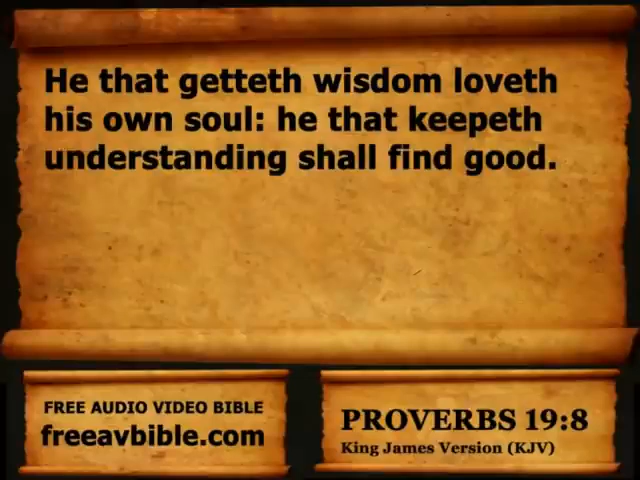 He that getteth wisdom loveth
his own soul: he that keepeth
understanding shall find good.
FREE AUDIO VIDEO BIBLE
freeavbible.com
PROVERBS 19:8
King James Version (KJV)